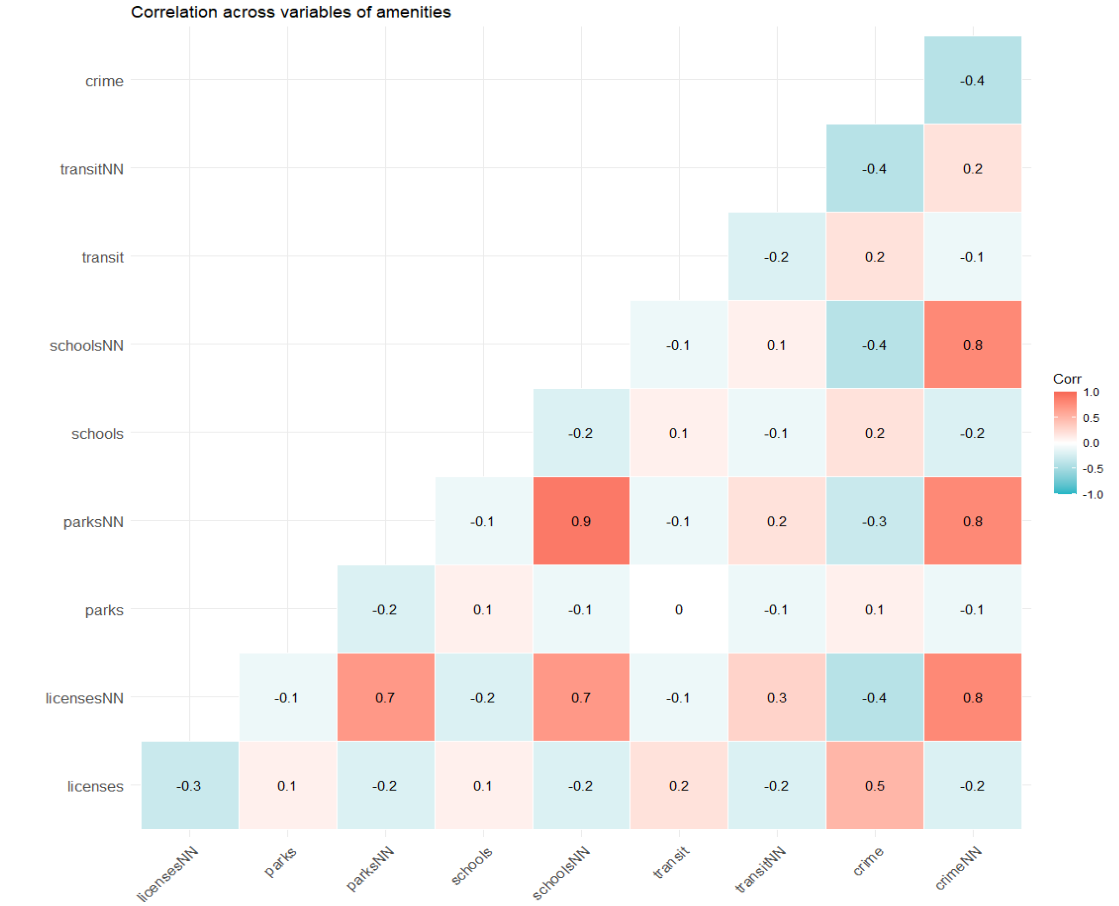 Correlation across variables of amenities
crime
-0.4
transitNN
-0.4 0.2
transit
-0.2 0.2 -0.1
schoolsNN
-0.1 0.1 -0.4 0.8
schools
-0.2 0.1 -0.1 0.2 -0.2
parksNN
-0.1 0.9 -0.1 0.2 -0.3 0.8
parks
-0.2 0.1 -0.1 0 -0.1 0.1 -0.1
licensesNN
-0.1 0.7 -0.2 0.7 -0.1 0.3 -0.4 0.8
licenses
-0.3 0.1 -0.2 0.1 -0.2 0.2 -0.2 0.5 -0.2
licensesNN
parks
parksNN
schools
schoolsNN
transit
transitNN
crime
crimeNN
Corr
1.0
0.5
0.0
-0.5
-1.0